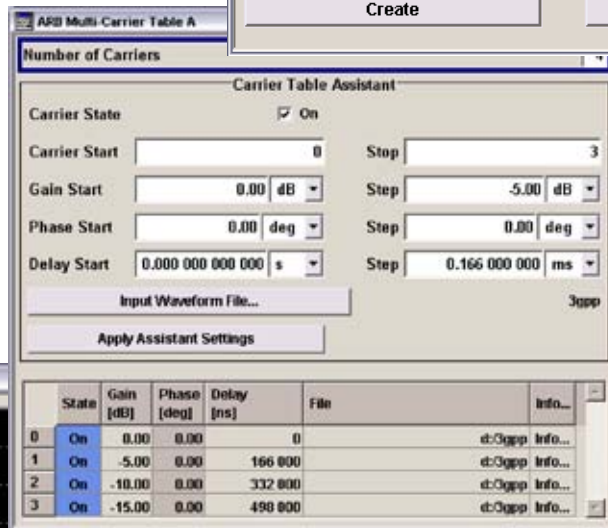 Create
ARB Multi-Carrier Table A
Number of Carriers 4
Carrier Table Assistant
Carrier State On
Carrier Start 0 Stop 3
Gain Start 0.00 dB Step -5.00 dB
Phase Start 0.00 deg Step 0.00 deg
Delay Start 0.000 000 000 000 s Step 0.166 000 000 ms
Input Waveform File... 3gpp
Apply Assistant Settings
State Gain [dB] Phase [deg] Delay [ns] File Info...
0 On 0.00 0.00 0 d:/3gpp Info...
1 On -5.00 0.00 166 000 d:/3gpp Info...
2 On -10.00 0.00 332 000 d:/3gpp Info...
3 On -15.00 0.00 498 000 d:/3gpp Info...